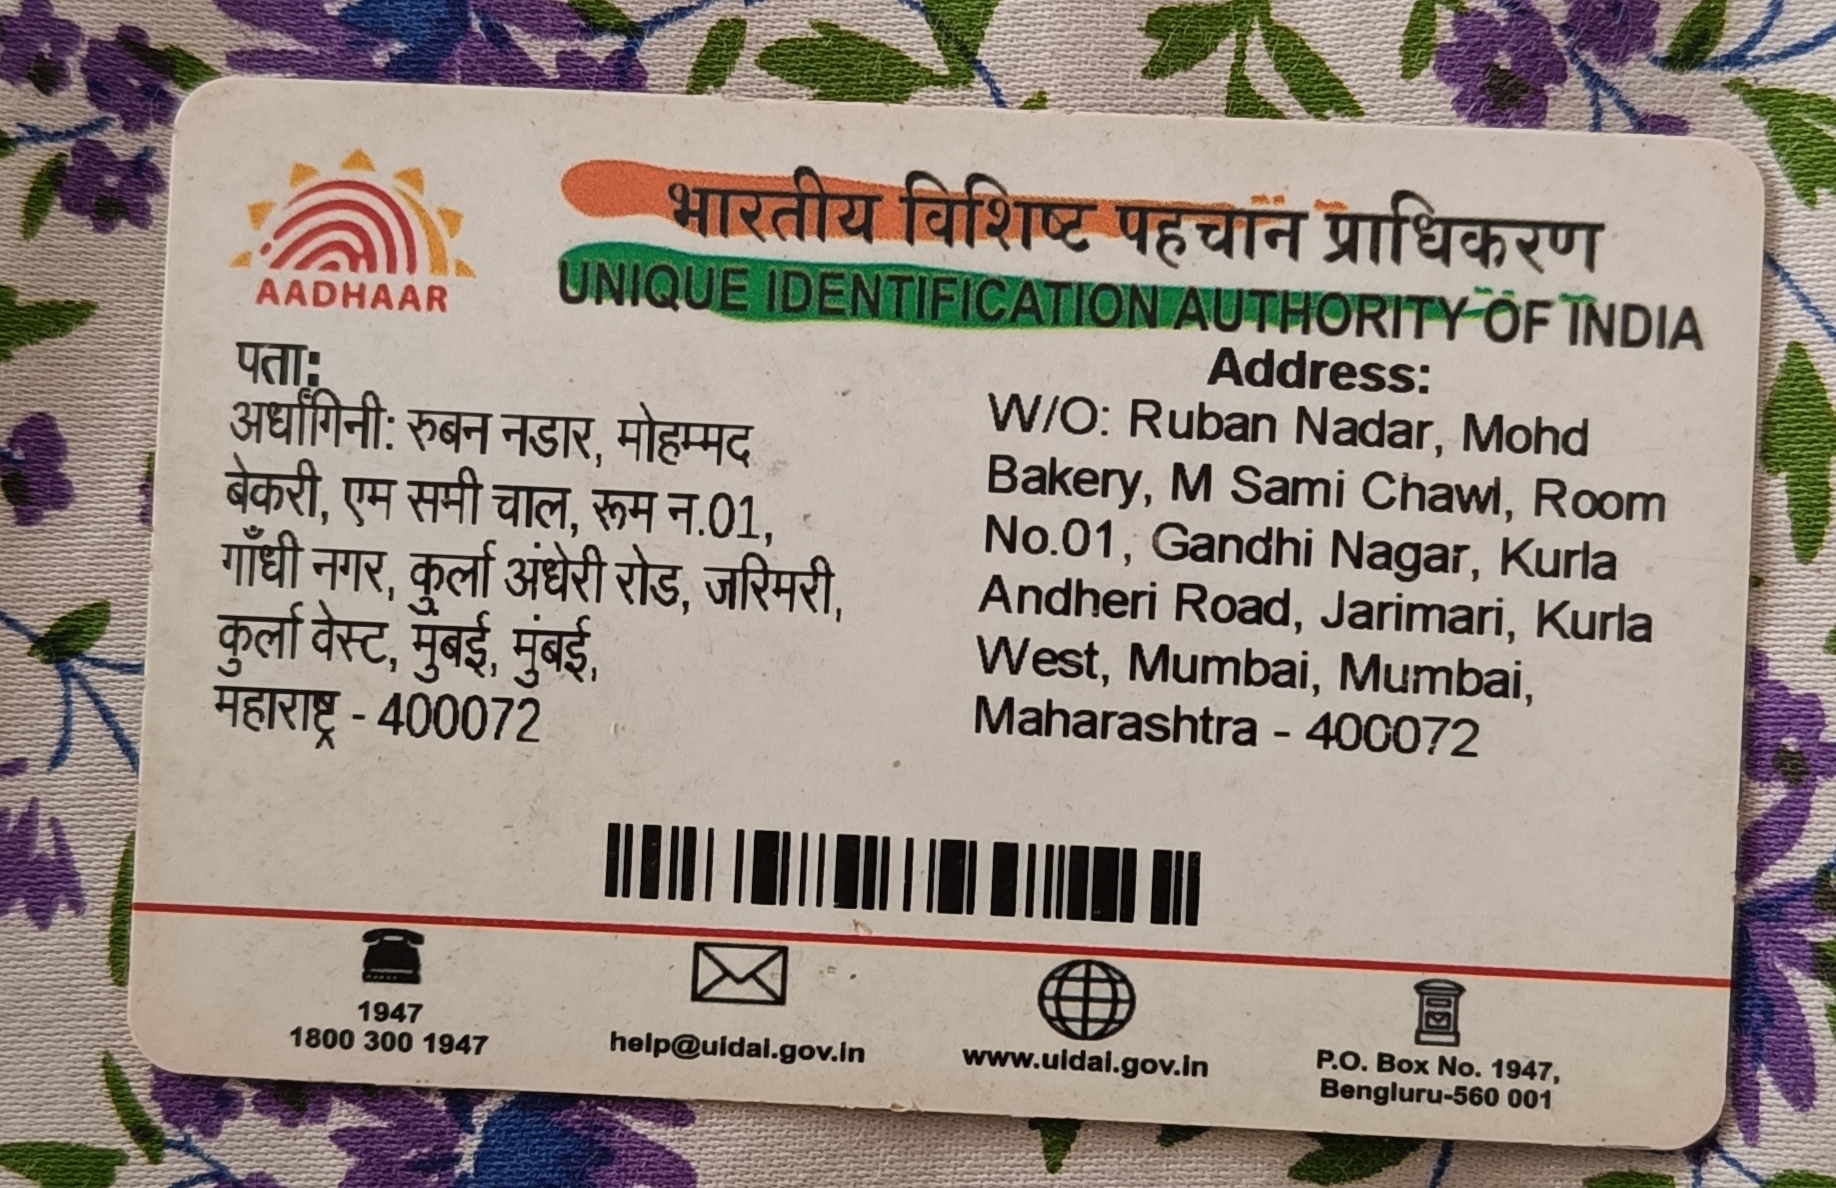 भारतीय विशिष्ट पहचान प्राधिकरण
AADHAAR
UNIQUE IDENTIFICATION AUTHORITY OF INDIA
पता:
अर्धांगिनी: रुबन नडार, मोहम्मद
बेकरी, एम समी चाल, रूम न.01,
गाँधी नगर, कुर्ला अंधेरी रोड, जरिमरी,
कुर्ला वेस्ट, मुंबई, मुंबई,
महाराष्ट्र - 400072
Address:
W/O: Ruban Nadar, Mohd
Bakery, M Sami Chawl, Room
No.01, Gandhi Nagar, Kurla
Andheri Road, Jarimari, Kurla
West, Mumbai, Mumbai,
Maharashtra - 400072
1947
1800 300 1947
help@uidai.gov.in
www.uidai.gov.in
P.O. Box No. 1947,
Bengluru-560 001